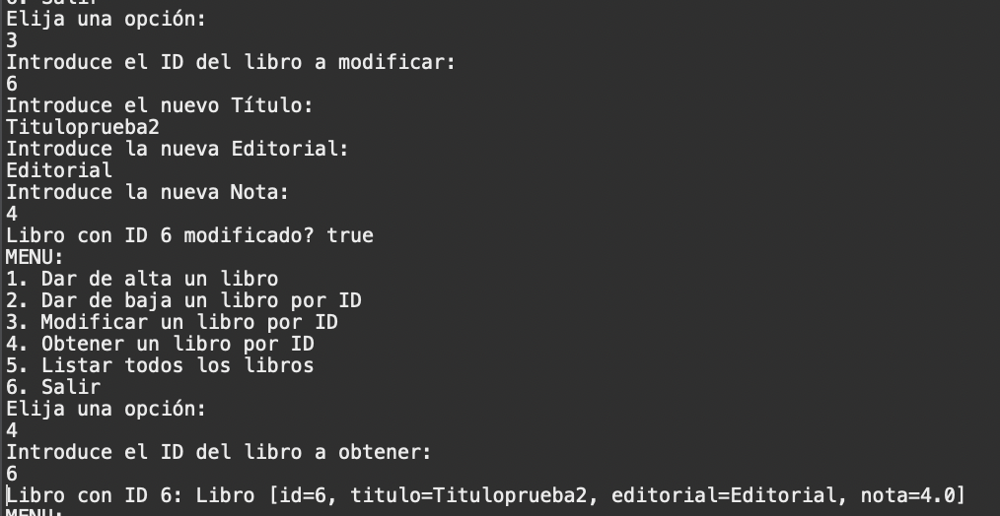 6. Salir
Elija una opción:
3
Introduce el ID del libro a modificar:
6
Introduce el nuevo Título:
Tituloprueba2
Introduce la nueva Editorial:
Editorial
Introduce la nueva Nota:
4
Libro con ID 6 modificado? true
MENU:
1. Dar de alta un libro
2. Dar de baja un libro por ID
3. Modificar un libro por ID
4. Obtener un libro por ID
5. Listar todos los libros
6. Salir
Elija una opción:
4
Introduce el ID del libro a obtener:
6
Libro con ID 6: Libro [id=6, titulo=Tituloprueba2, editorial=Editorial, nota=4.0]
MENU: